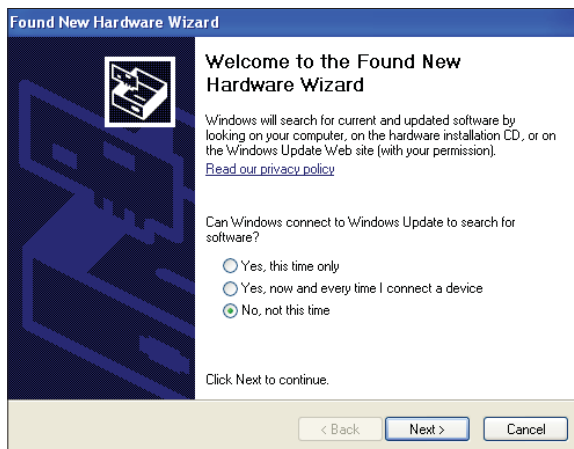 Found New Hardware Wizard
Welcome to the Found New
Hardware Wizard
Windows will search for current and updated software by
looking on your computer, on the hardware installation CD, or on
the Windows Update Web site (with your permission).
Read our privacy policy
Can Windows connect to Windows Update to search for
software?
Yes, this time only
Yes, now and every time I connect a device
No, not this time
Click Next to continue.
< Back
Next >
Cancel